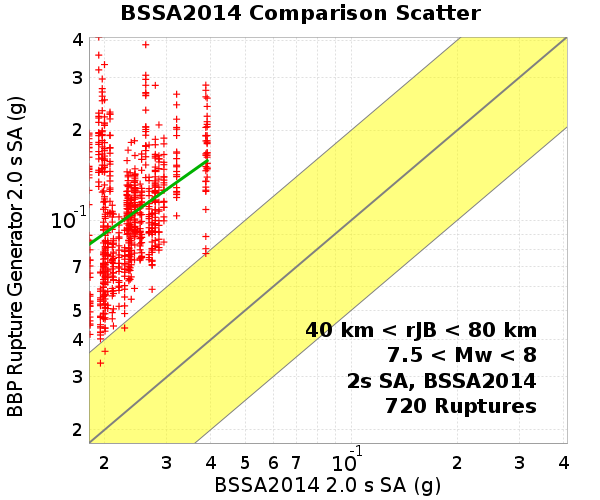 BSSA2014 Comparison Scatter
BBP Rupture Generator 2.0 s SA (g)
4
3
2
10-1
7
5
4
3
2
40 km < rJB < 80 km
7.5 < Mw < 8
2s SA, BSSA2014
720 Ruptures
2 3 4 5 6 7 10-1 2 3 4
BSSA2014 2.0 s SA (g)